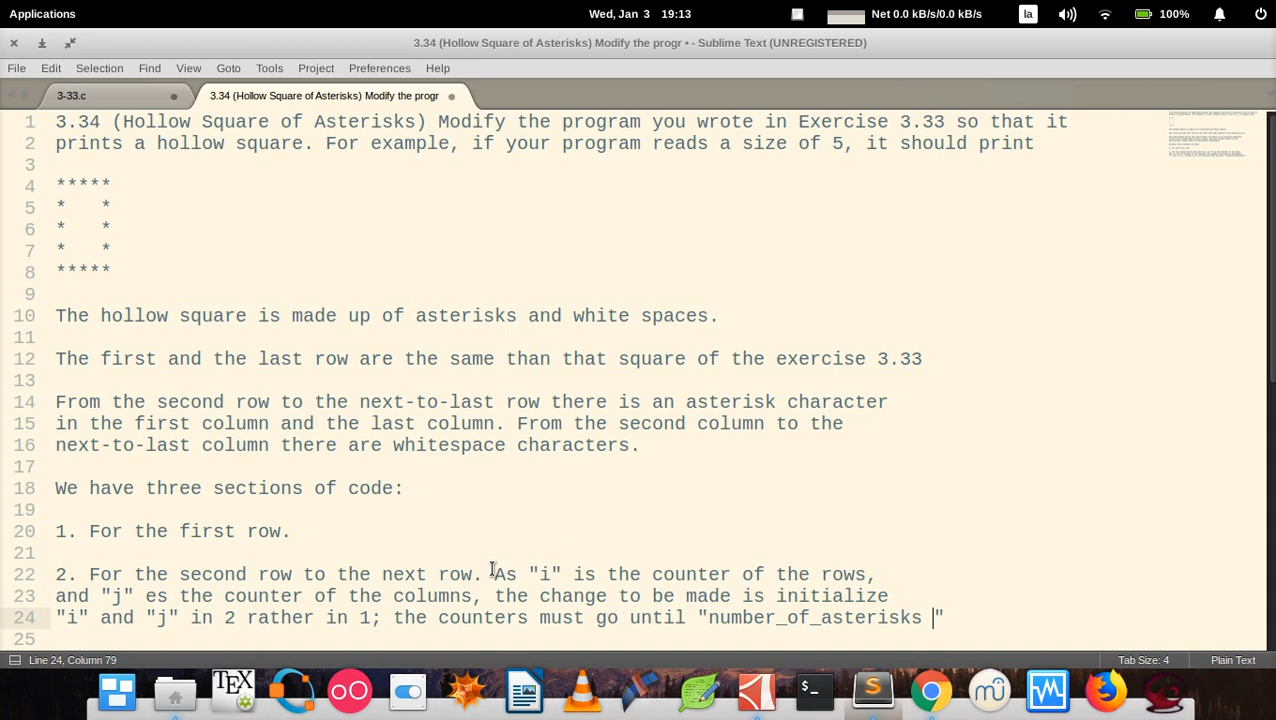 Applications
Wed, Jan 3 19:13
Net 0.0 kB/s/0.0 kB/s
la
100%
3.34 (Hollow Square of Asterisks) Modify the progr • - Sublime Text (UNREGISTERED)
File Edit Selection Find View Goto Tools Project Preferences Help
3-33.c
3.34 (Hollow Square of Asterisks) Modify the progr
1 3.34 (Hollow Square of Asterisks) Modify the program you wrote in Exercise 3.33 so that it
2 prints a hollow square. For example, if your program reads a size of 5, it should print
3
4 *****
5 *   *
6 *   *
7 *   *
8 *****
9
10 The hollow square is made up of asterisks and white spaces.
11
12 The first and the last row are the same than that square of the exercise 3.33
13
14 From the second row to the next-to-last row there is an asterisk character
15 in the first column and the last column. From the second column to the
16 next-to-last column there are whitespace characters.
17
18 We have three sections of code:
19
20 1. For the first row.
21
22 2. For the second row to the next row. As "i" is the counter of the rows,
23 and "j" es the counter of the columns, the change to be made is initialize
24 "i" and "j" in 2 rather in 1; the counters must go until "number_of_asterisks "
25
Line 24, Column 79
Tab Size: 4
Plain Text
TEX